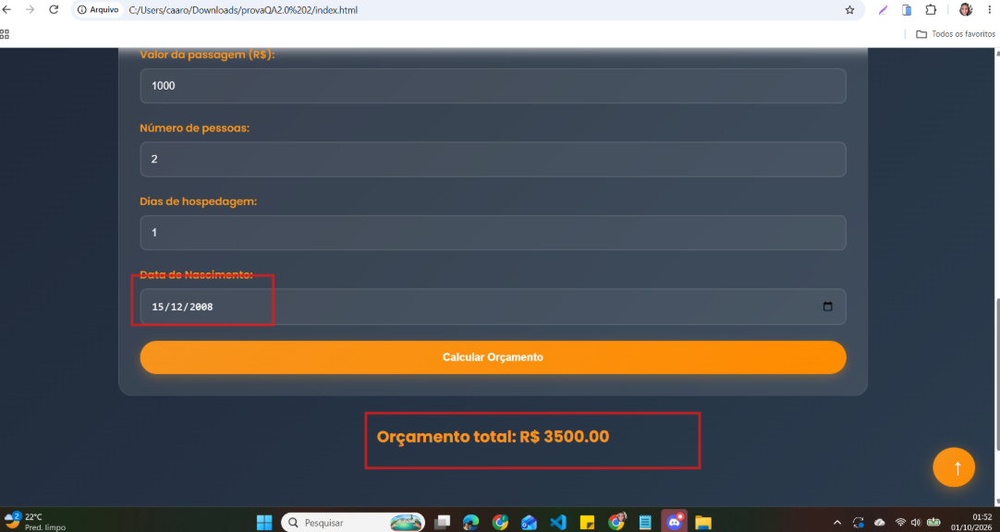 Arquivo C:/Users/caaro/Downloads/provaQA2.0%202/index.html
Todos os favoritos
Valor da passagem (R$):
1000
Número de pessoas:
2
Dias de hospedagem:
1
Data de Nascimento:
15/12/2008
Calcular Orçamento
Orçamento total: R$ 3500.00
↑
2
22°C
Pred. limpo
Pesquisar
01:52
01/10/2026